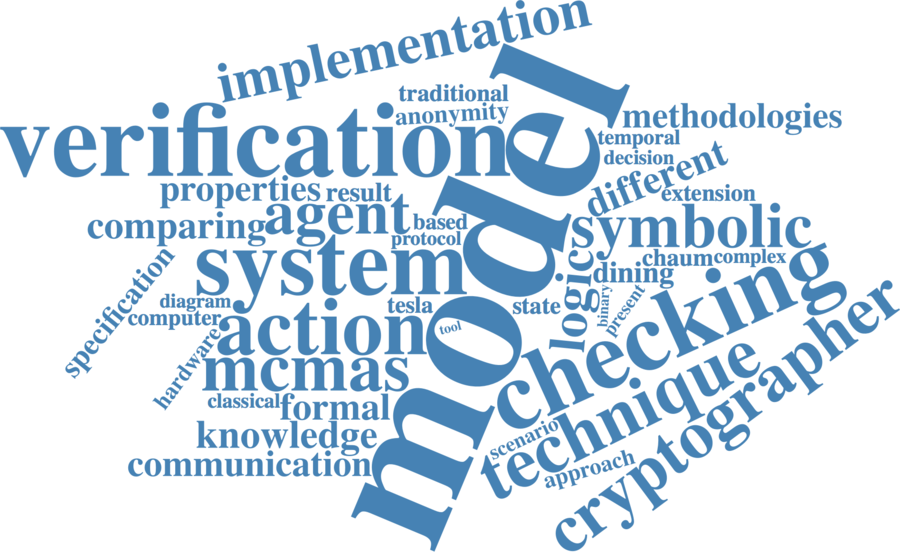 implementation
traditional
anonymity
verification
model
methodologies
temporal
decision
different
extension
properties
result
comparing
agent
based
protocol
symbolic
system
chaum
complex
dining
logics
binary
present
specification
diagram
computer
tesla
state
action
tool
checking
hardware
mcmas
classical
formal
technique
scenario
approach
cryptographer
knowledge
communication